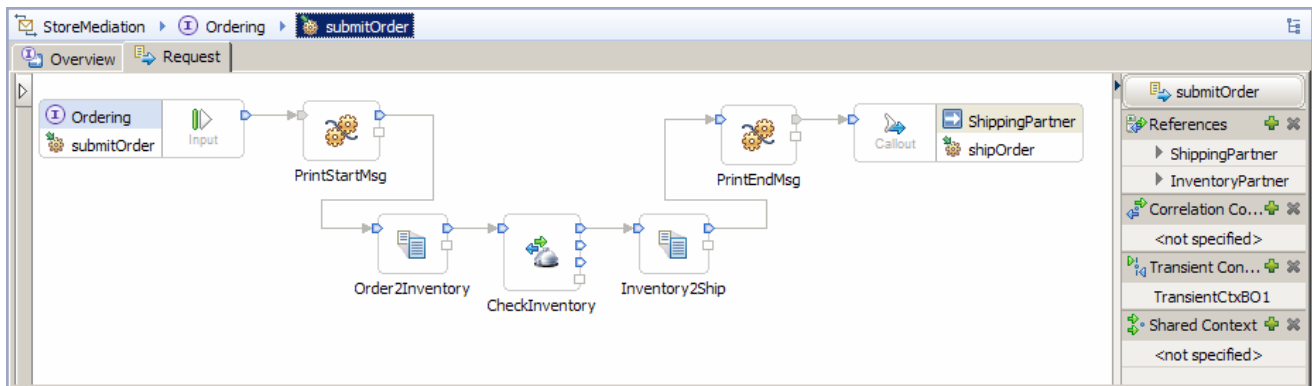 StoreMediation Ordering submitOrder
Overview Request
Ordering
submitOrder
Input
PrintStartMsg
Order2Inventory
CheckInventory
Inventory2Ship
PrintEndMsg
Callout
ShippingPartner
shipOrder
submitOrder
References
ShippingPartner
InventoryPartner
Correlation Co...
<not specified>
Transient Con...
TransientCtxBO1
Shared Context
<not specified>